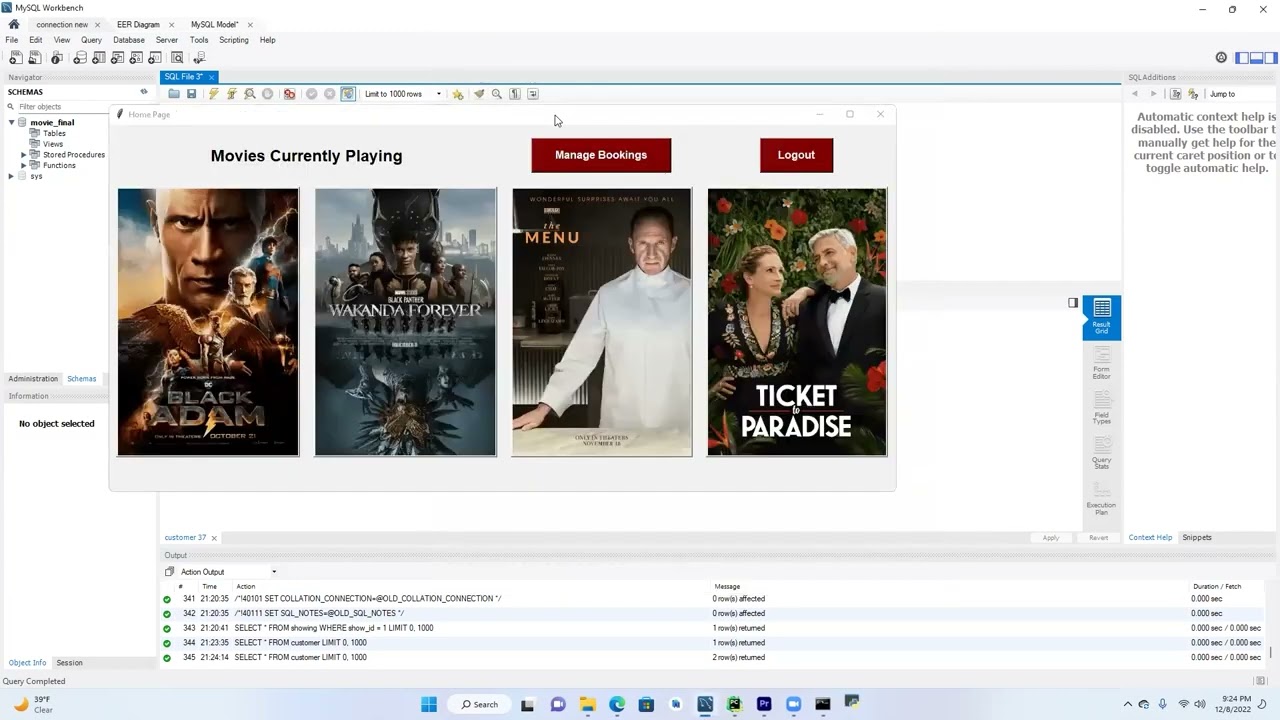 MySQL Workbench
connection new
EER Diagram
MySQL Model*
File Edit View Query Database Server Tools Scripting Help
Navigator
SCHEMAS
Filter objects
movie_final
Tables
Views
Stored Procedures
Functions
sys
Administration Schemas
Information
No object selected
Object Info Session
Query Completed
SQL File 3*
Limit to 1000 rows
Home Page
Movies Currently Playing
Manage Bookings
Logout
DC
BLACK
ADAM
ONLY IN THEATERS OCTOBER 21
BLACK PANTHER
WAKANDA FOREVER
WONDERFUL SURPRISES AWAIT YOU ALL
the
MENU
ONLY IN THEATERS
NOVEMBER 18
TICKET
to
PARADISE
Result
Grid
Form
Editor
Field
Types
Query
Stats
Execution
Plan
SQL Additions
Jump to
Automatic context help is
disabled. Use the toolbar t
manually get help for the
current caret position or to
toggle automatic help.
customer 37
Apply Revert
Context Help Snippets
Output
Action Output
# Time Action Message Duration / Fetch
341 21:20:35 /*!40101 SET COLLATION_CONNECTION=@OLD_COLLATION_CONNECTION */ 0 row(s) affected 0.000 sec
342 21:20:35 /*!40111 SET SQL_NOTES=@OLD_SQL_NOTES */ 0 row(s) affected 0.000 sec
343 21:20:41 SELECT * FROM showing WHERE show_id = 1 LIMIT 0, 1000 1 row(s) returned 0.000 sec / 0.000 sec
344 21:23:35 SELECT * FROM customer LIMIT 0, 1000 1 row(s) returned 0.000 sec / 0.000 sec
345 21:24:14 SELECT * FROM customer LIMIT 0, 1000 2 row(s) returned 0.000 sec / 0.000 sec
39°F
Clear
Search
9:24 PM
12/8/2022